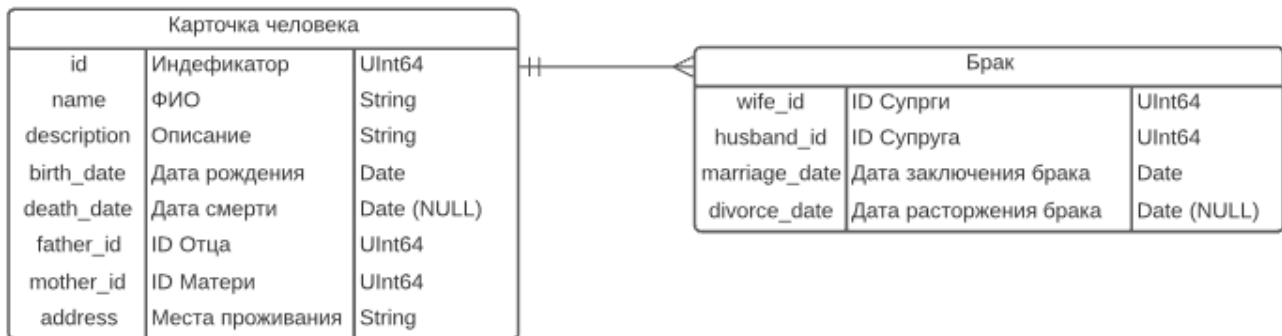 Карточка человека
id Индефикатор UInt64
name ФИО String
description Описание String
birth_date Дата рождения Date
death_date Дата смерти Date (NULL)
father_id ID Отца UInt64
mother_id ID Матери UInt64
address Места проживания String
Брак
wife_id ID Супрги UInt64
husband_id ID Супруга UInt64
marriage_date Дата заключения брака Date
divorce_date Дата расторжения брака Date (NULL)